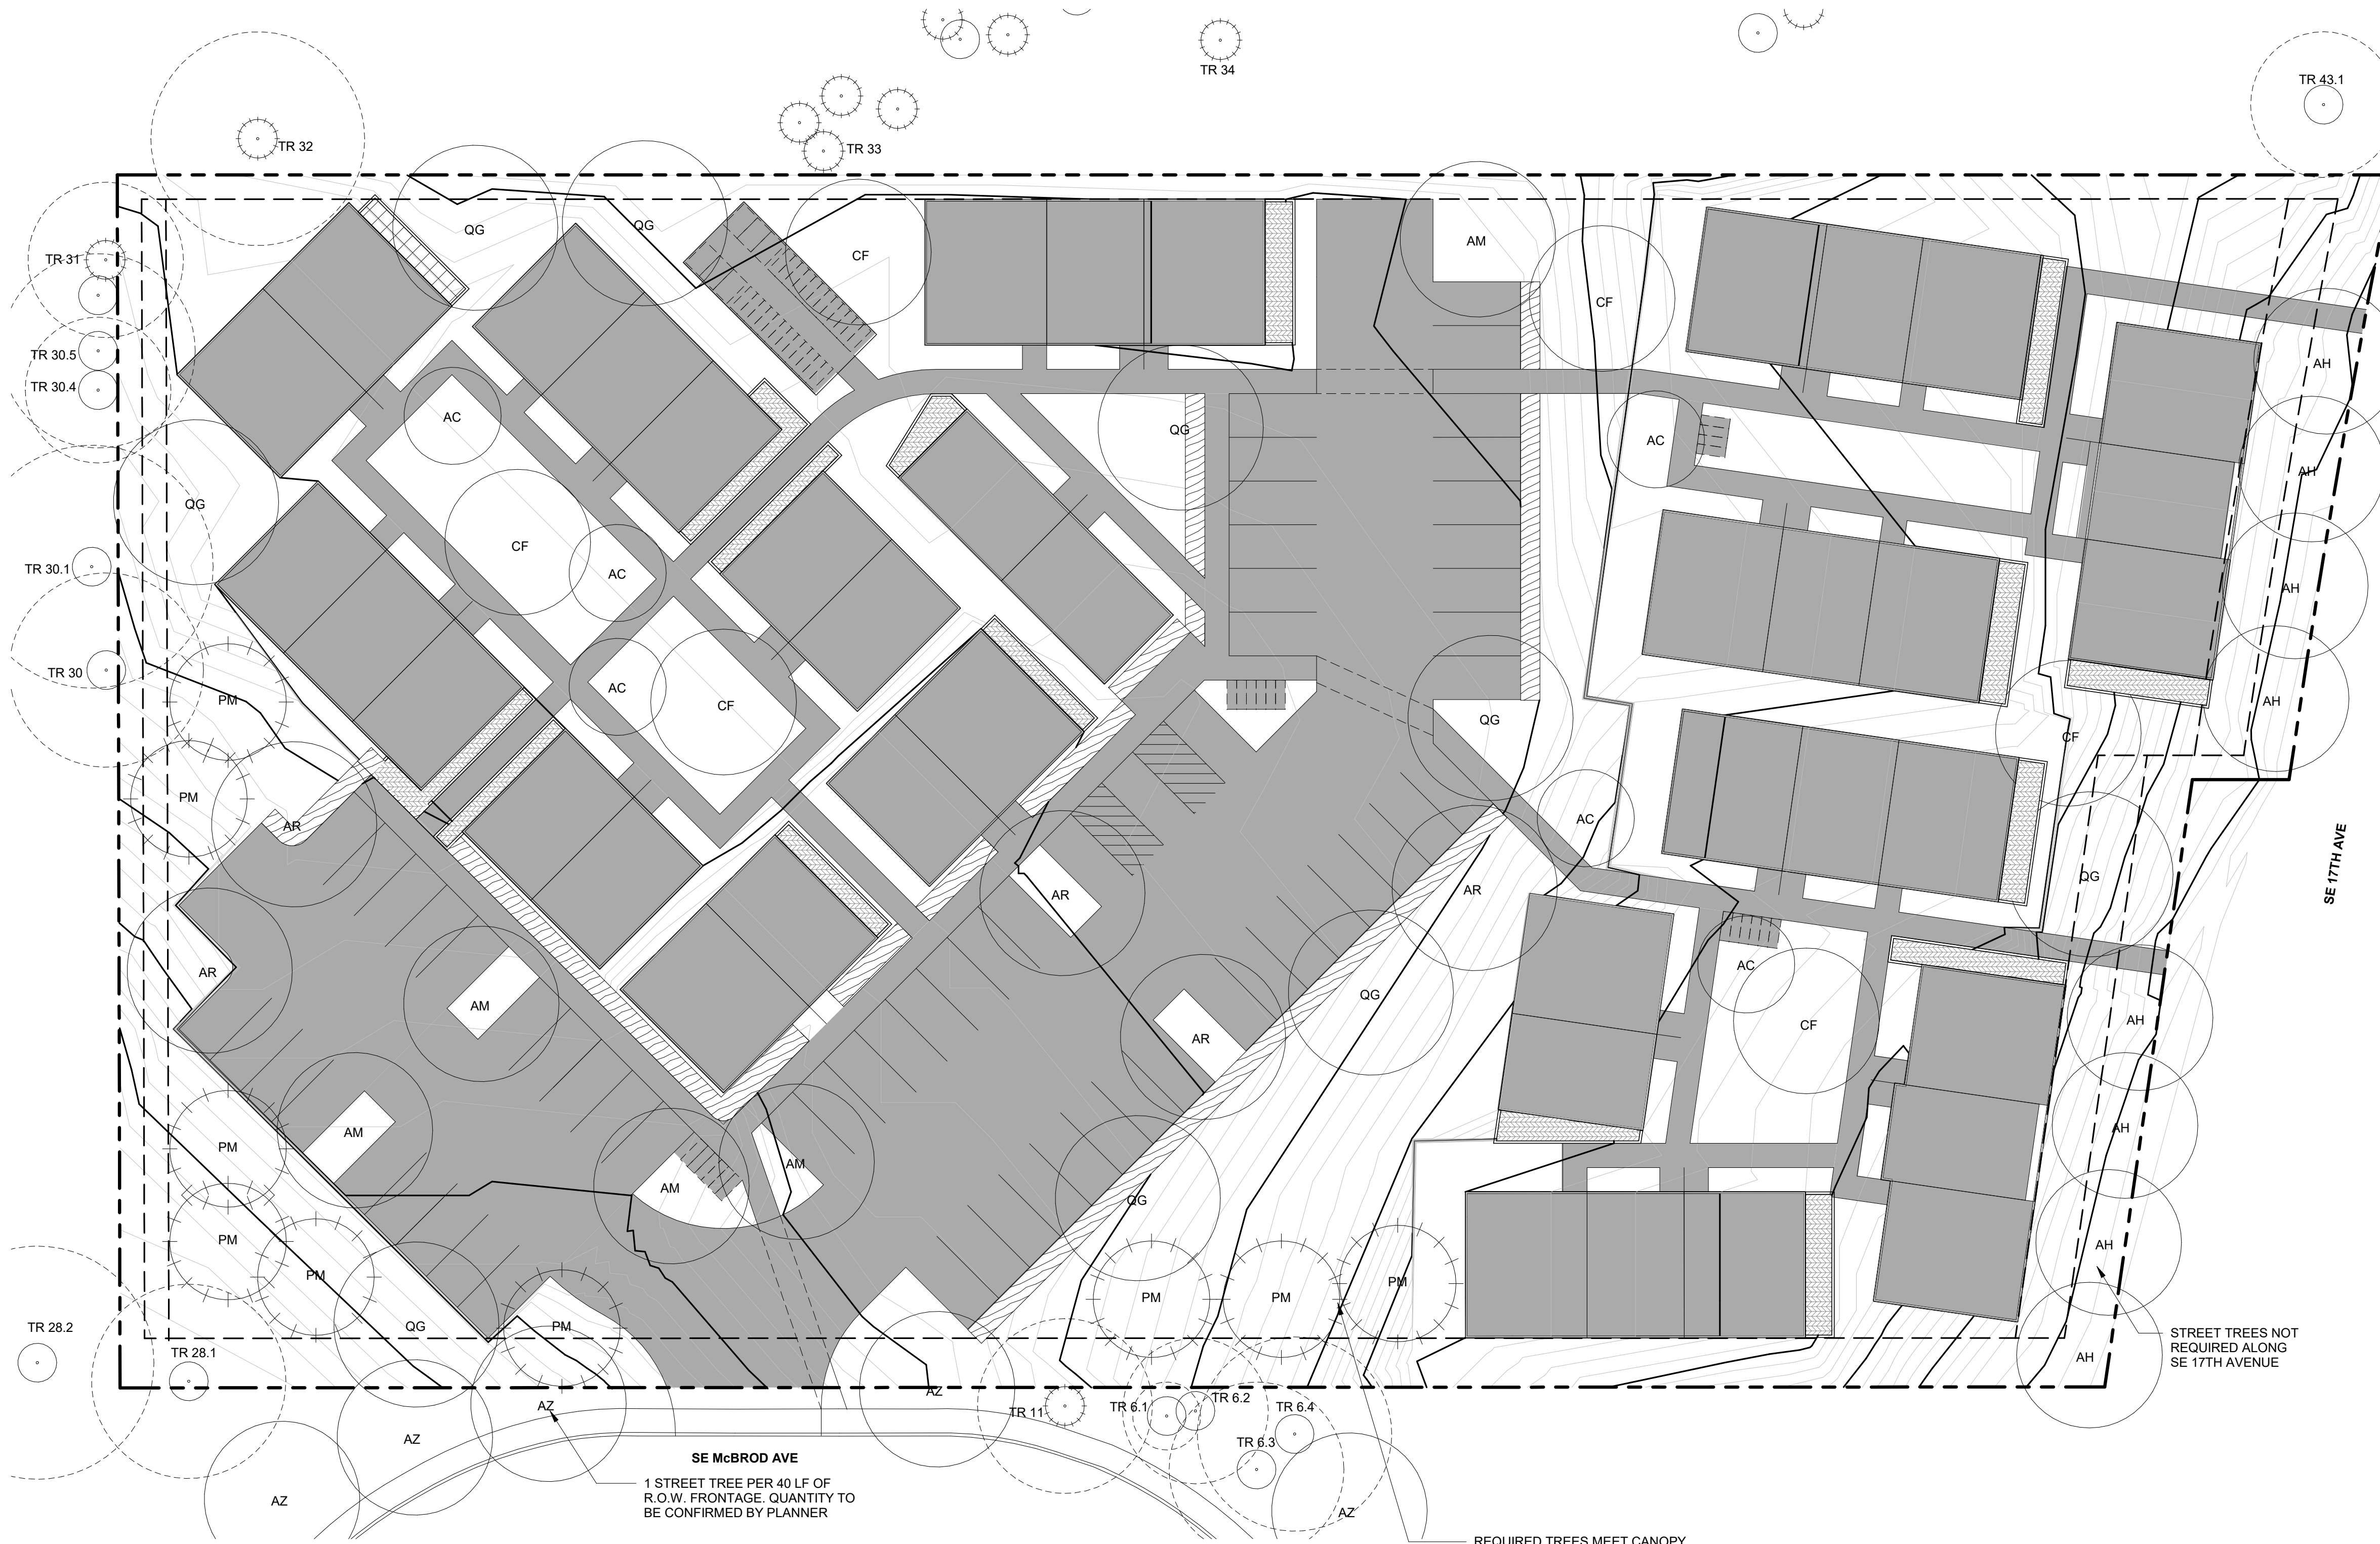 TR 34
TR 43.1
TR 32
TR 33
QG
QG
AM
CF
TR 31
CF
TR 30.5
AH
TR 30.4
AC
QG
AC
AH
QG
CF
TR 30.1
AC
AH
TR 30
PM
AC
CF
AH
QG
CF
PM
AC
AR
SE 17TH AVE
QG
AR
AR
AC
AR
QG
AM
AH
CF
AR
AH
AM
PM
AM
AM
QG
PM
AH
PM
PM
PM
PM
QG
PM
TR 28.2
STREET TREES NOT
REQUIRED ALONG
SE 17TH AVENUE
TR 28.1
AH
AZ
AZ
TR 11
TR 6.1
TR 6.2
TR 6.4
AZ
TR 6.3
SE McBROD AVE
1 STREET TREE PER 40 LF OF
R.O.W. FRONTAGE. QUANTITY TO
BE CONFIRMED BY PLANNER
AZ
AZ
REQUIRED TREES MEET CANOPY